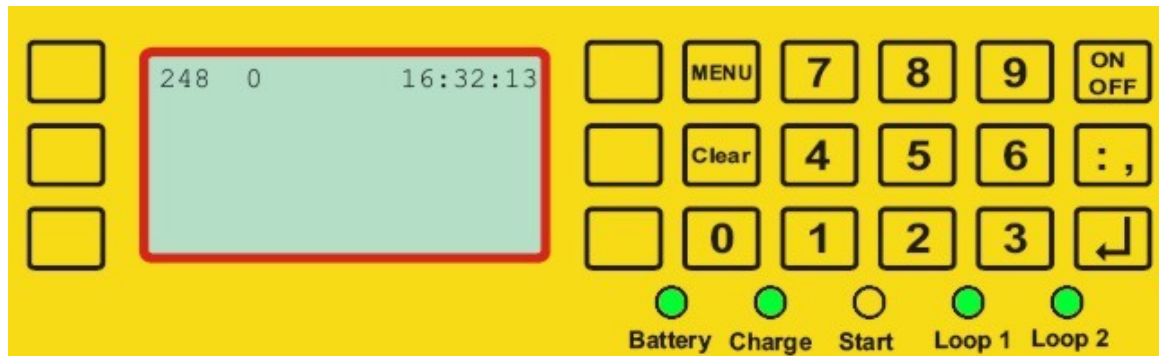 248 0 16:32:13
MENU 7 8 9 ON OFF
Clear 4 5 6 : ,
0 1 2 3
Battery Charge Start Loop 1 Loop 2